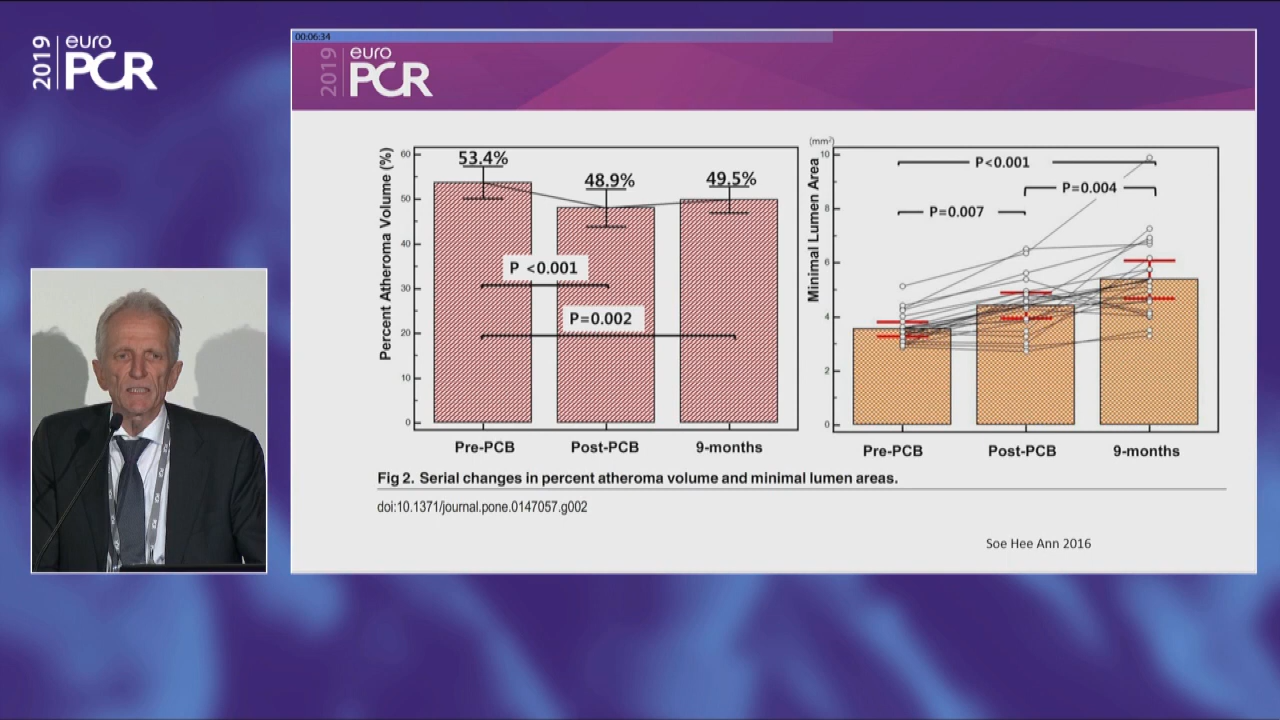 2019
euro
PCR
00:06:34
2019
euro
PCR
Percent Atheroma Volume (%)
60
50
40
30
20
10
0
53.4%
48.9%
49.5%
P <0.001
P=0.002
Pre-PCB
Post-PCB
9-months
(mm²)
Minimal Lumen Area
10
8
6
4
2
0
P<0.001
P=0.004
P=0.007
Pre-PCB
Post-PCB
9-months
Fig 2. Serial changes in percent atheroma volume and minimal lumen areas.
doi:10.1371/journal.pone.0147057.g002
Soe Hee Ann 2016